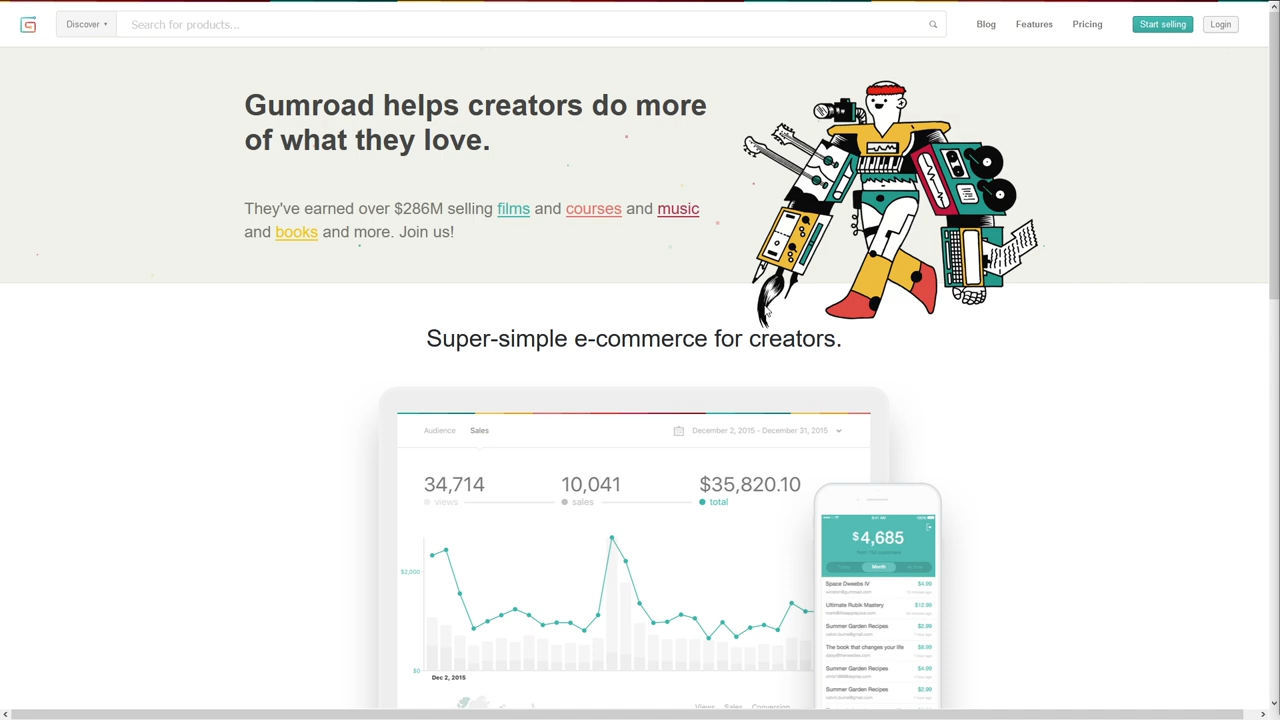 Discover
Search for products...
Blog
Features
Pricing
Start selling
Login
Gumroad helps creators do more
of what they love.
They've earned over $286M selling films and courses and music
and books and more. Join us!
Super-simple e-commerce for creators.
Audience
Sales
December 2, 2015 - December 31, 2015
34,714
views
10,041
sales
$35,820.10
total
$2,000
$0
Dec 2, 2015
Views
Sales
Conversion
$4,685
Month
Space Dweebs IV
$4.99
Ultimate Rubik Mastery
$12.99
Summer Garden Recipes
$2.99
The book that changes your life
$8.99
Summer Garden Recipes
$4.99
Summer Garden Recipes
$2.99